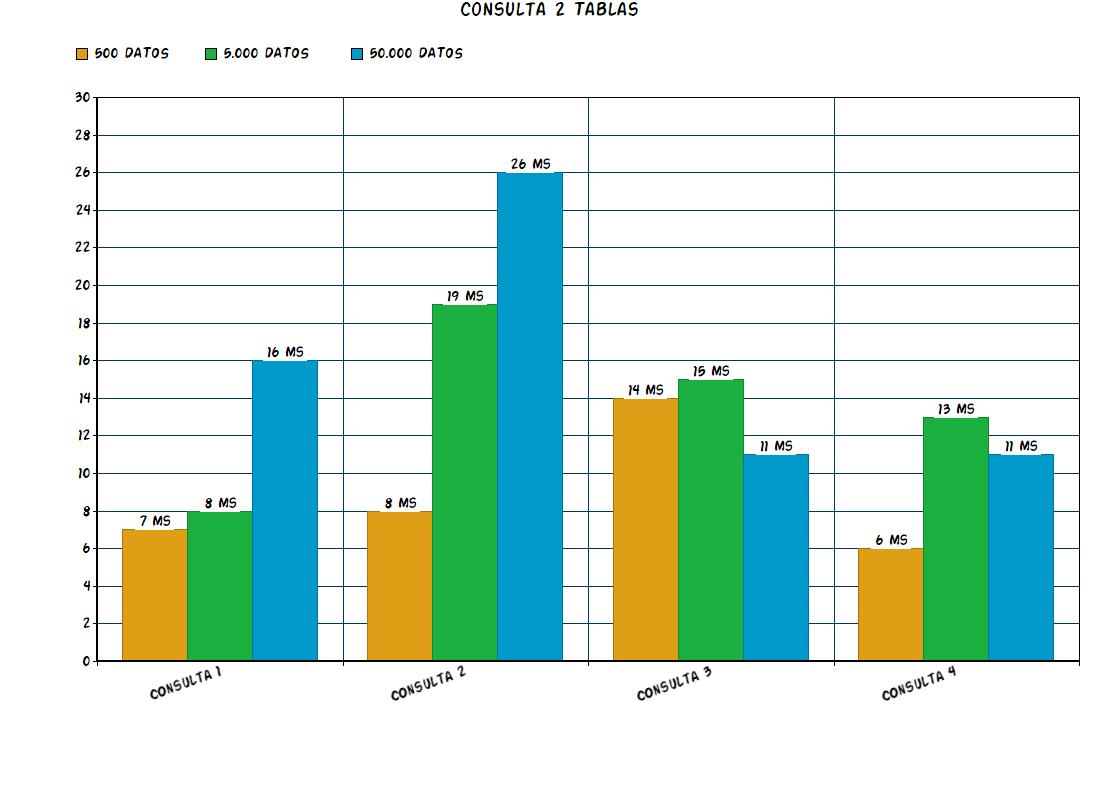 CONSULTA 2 TABLAS
500 DATOS 5.000 DATOS 50.000 DATOS
30
28
26 MS
26
24
22
20
19 MS
18
16 MS
16
15 MS
14 MS
14
13 MS
12
11 MS 11 MS
10
8 MS 8 MS
8
7 MS
6 MS
6
4
2
0
CONSULTA 1 CONSULTA 2 CONSULTA 3 CONSULTA 4